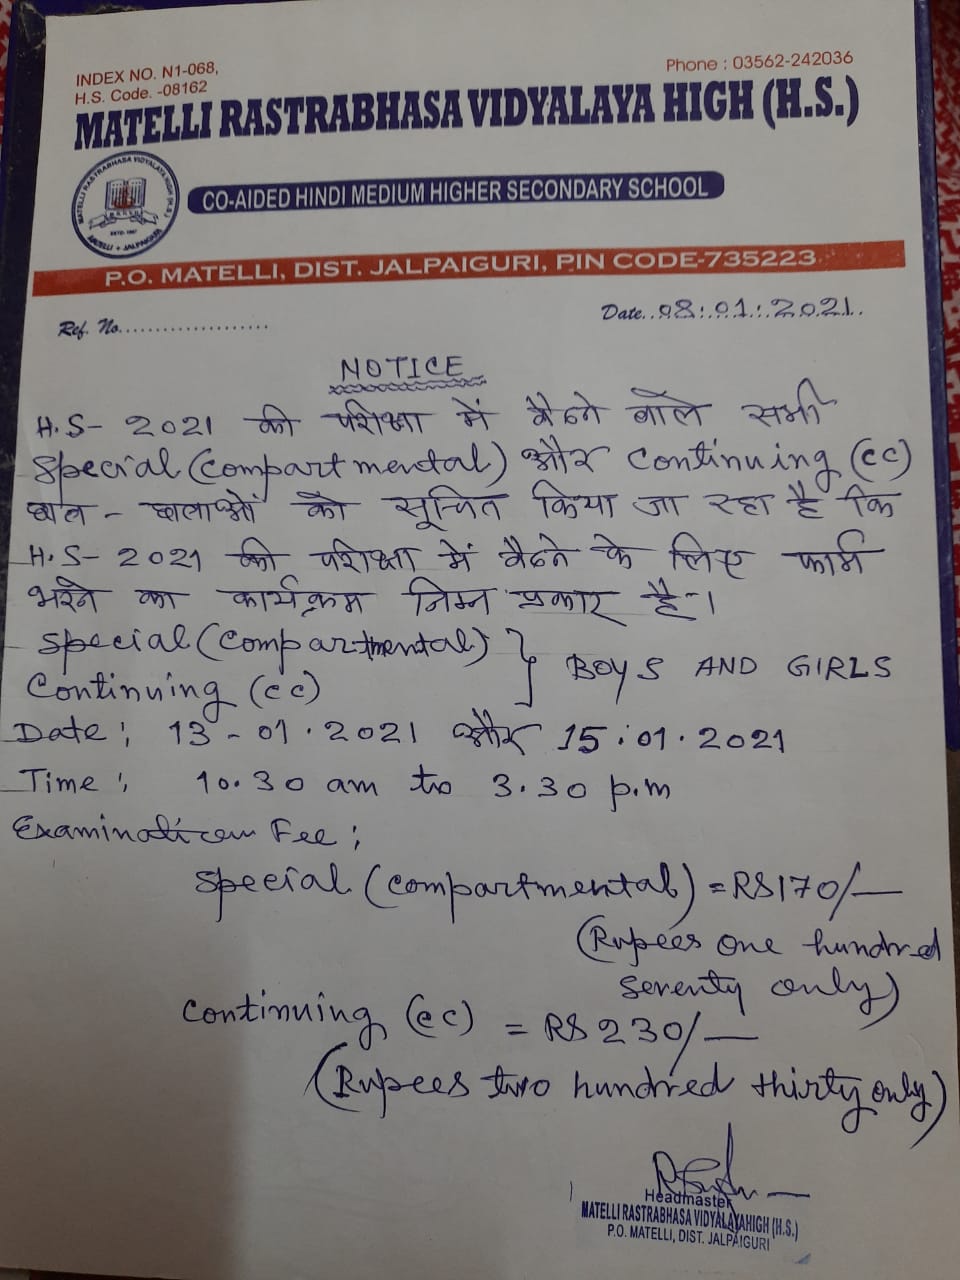 INDEX NO. N1-068,
H.S. Code. -08162
Phone : 03562-242036
MATELLI RASTRABHASA VIDYALAYA HIGH (H.S.)
CO-AIDED HINDI MEDIUM HIGHER SECONDARY SCHOOL
P.O. MATELLI, DIST. JALPAIGURI, PIN CODE-735223
Ref. No....................
Date..08.:.01.:.2021..
NOTICE
H.S- 2021 की परीक्षा में बैठने वाले सभी
Special (Compartmental) और Continuing (CC)
छात्र - छात्राओं को सूचित किया जा रहा है कि
H.S- 2021 की परीक्षा में बैठने के लिए फार्म
भरने का कार्यक्रम निम्न प्रकार है -।
Special (Compartmental) }
Continuing (CC)
BOYS AND GIRLS
Date : 13 - 01 . 2021 और 15 : 01 . 2021
Time : 10.30 am to 3.30 p.m
Examination Fee :
Special (Compartmental) = RS 170/—
(Rupees one hundred
seventy only)
Continuing (CC) = RS 230/—
(Rupees two hundred thirty only)
Headmaster
MATELLI RASTRABHASA VIDYALAYAHIGH (H.S.)
P.O. MATELLI, DIST. JALPAIGURI